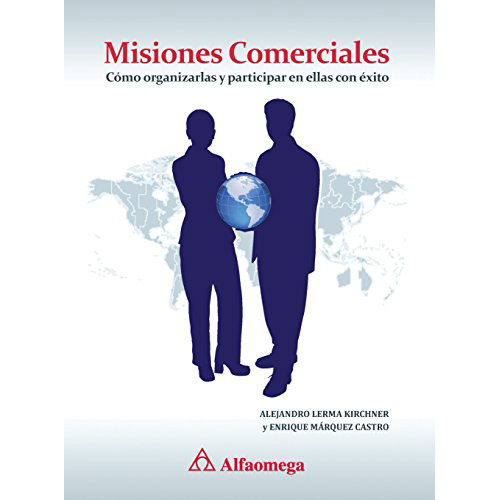 Misiones Comerciales
Cómo organizarlas y participar en ellas con éxito
ALEJANDRO LERMA KIRCHNER
y ENRIQUE MÁRQUEZ CASTRO
Alfaomega